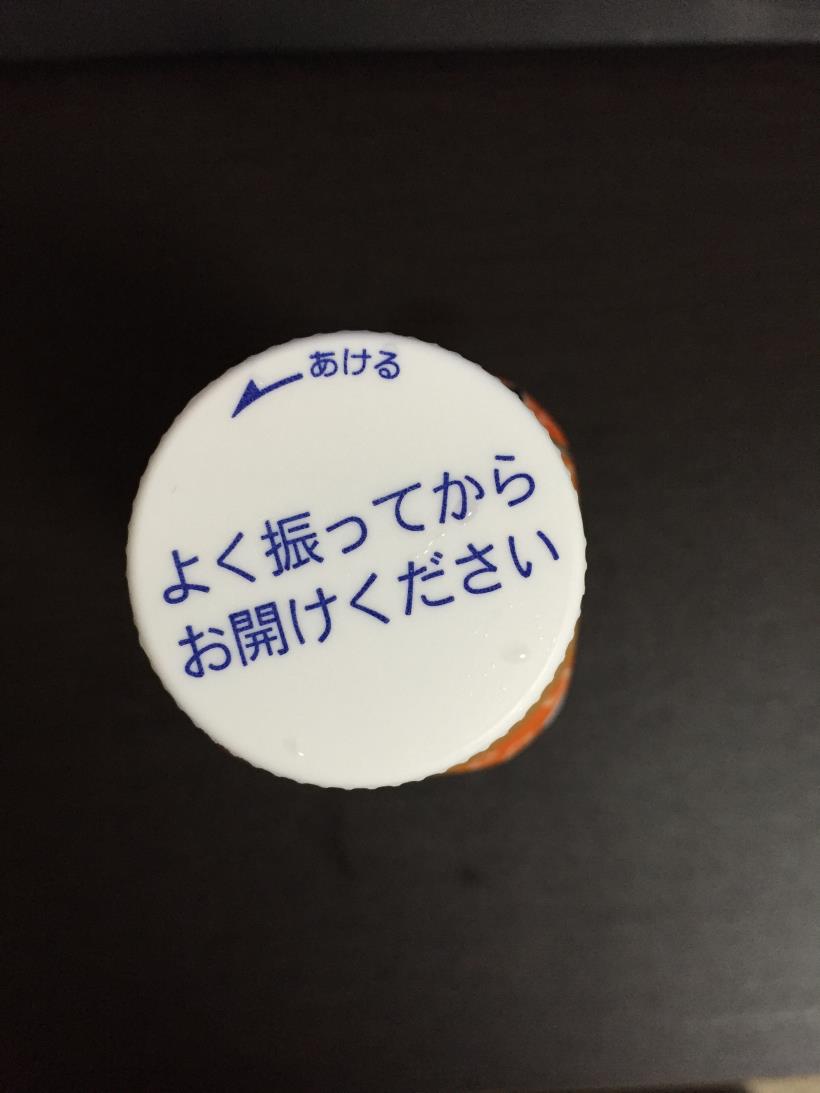 あける
よく振ってから
お開けください